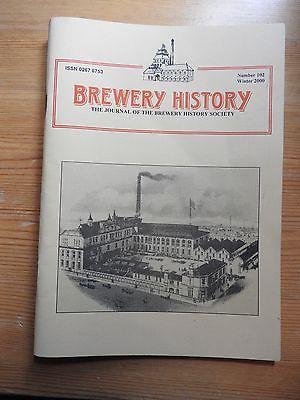 ISSN 0267 6753
Number 102
Winter 2000
BREWERY HISTORY
THE JOURNAL OF THE BREWERY HISTORY SOCIETY